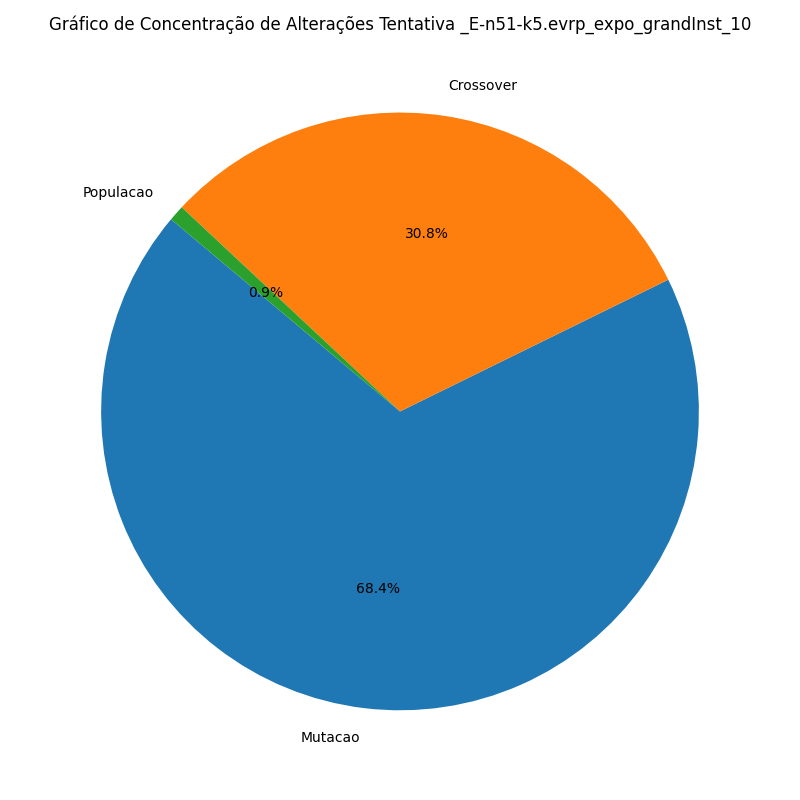 Gráfico de Concentração de Alterações Tentativa _E-n51-k5.evrp_expo_grandInst_10
Crossover
Populacao
30.8%
0.9%
68.4%
Mutacao